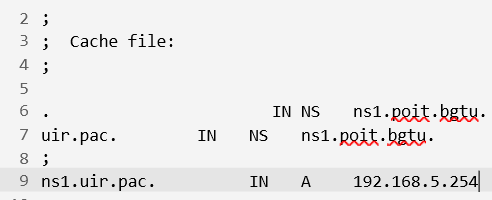 2 ;
3 ;  Cache file:
4 ;
5
6 .                      IN NS   ns1.poit.bgtu.
7 uir.pac.        IN   NS   ns1.poit.bgtu.
8 ;
9 ns1.uir.pac.         IN   A    192.168.5.254